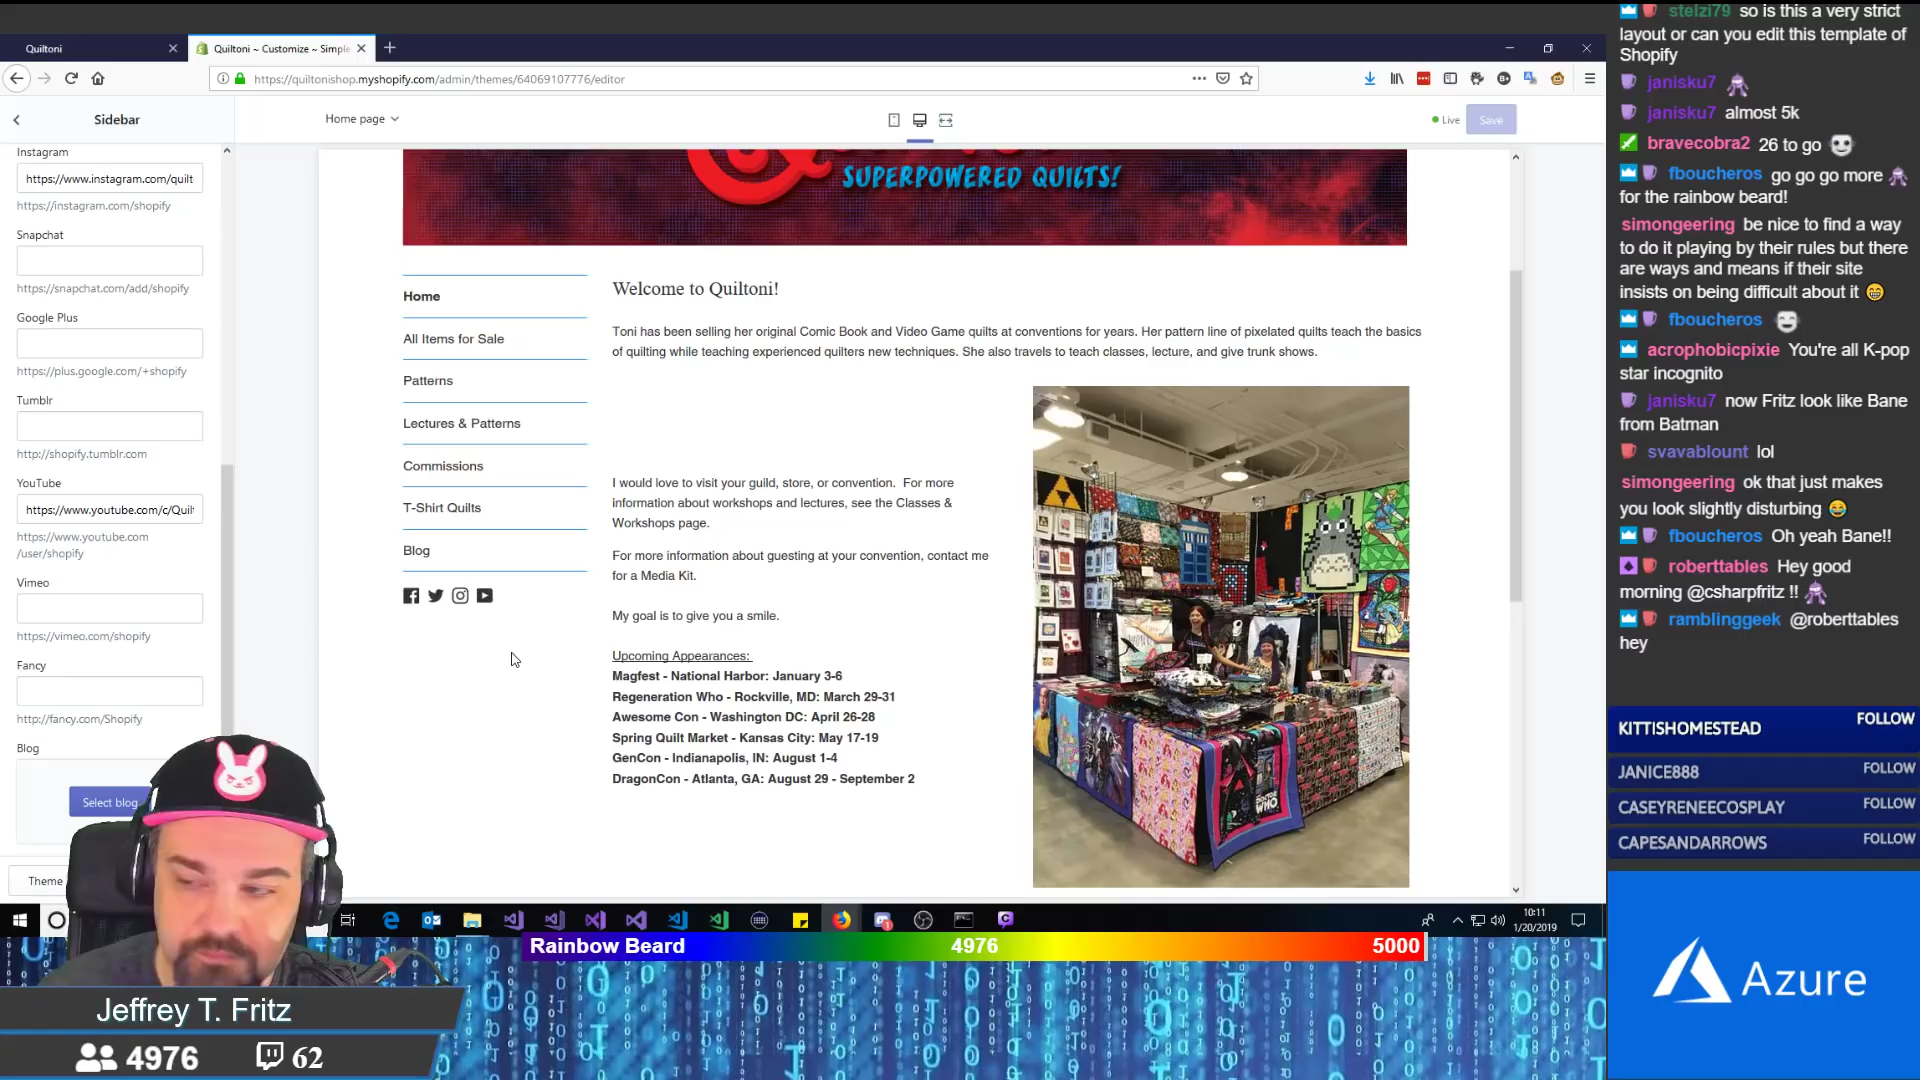 Quiltoni
Quiltoni ~ Customize ~ Simple
https://quiltonishop.myshopify.com/admin/themes/64069107776/editor
Sidebar
Home page
Live
Save
Instagram
https://www.instagram.com/quilt
https://instagram.com/shopify
Snapchat
https://snapchat.com/add/shopify
Google Plus
https://plus.google.com/+shopify
Tumblr
http://shopify.tumblr.com
YouTube
https://www.youtube.com/c/Quil
https://www.youtube.com
/user/shopify
Vimeo
https://vimeo.com/shopify
Fancy
http://fancy.com/Shopify
Blog
Select blog
Theme
SUPERPOWERED QUILTS!
Home
All Items for Sale
Patterns
Lectures & Patterns
Commissions
T-Shirt Quilts
Blog
Welcome to Quiltoni!
Toni has been selling her original Comic Book and Video Game quilts at conventions for years. Her pattern line of pixelated quilts teach the basics
of quilting while teaching experienced quilters new techniques. She also travels to teach classes, lecture, and give trunk shows.
I would love to visit your guild, store, or convention. For more
information about workshops and lectures, see the Classes &
Workshops page.
For more information about guesting at your convention, contact me
for a Media Kit.
My goal is to give you a smile.
Upcoming Appearances:
Magfest - National Harbor: January 3-6
Regeneration Who - Rockville, MD: March 29-31
Awesome Con - Washington DC: April 26-28
Spring Quilt Market - Kansas City: May 17-19
GenCon - Indianapolis, IN: August 1-4
DragonCon - Atlanta, GA: August 29 - September 2
DOCTOR
WHO
10:11
1/20/2019
Rainbow Beard
4976
5000
Jeffrey T. Fritz
4976
62
stelzi79 so is this a very strict
layout or can you edit this template of
Shopify
janisku7
janisku7 almost 5k
bravecobra2 26 to go
fboucheros go go go more
for the rainbow beard!
simongeering be nice to find a way
to do it playing by their rules but there
are ways and means if their site
insists on being difficult about it
fboucheros
acrophobicpixie You're all K-pop
star incognito
janisku7 now Fritz look like Bane
from Batman
svavablount lol
simongeering ok that just makes
you look slightly disturbing
fboucheros Oh yeah Bane!!
roberttables Hey good
morning @csharpfritz !!
ramblinggeek @roberttables
hey
KITTISHOMESTEAD FOLLOW
JANICE888 FOLLOW
CASEYRENEECOSPLAY FOLLOW
CAPESANDARROWS FOLLOW
Azure